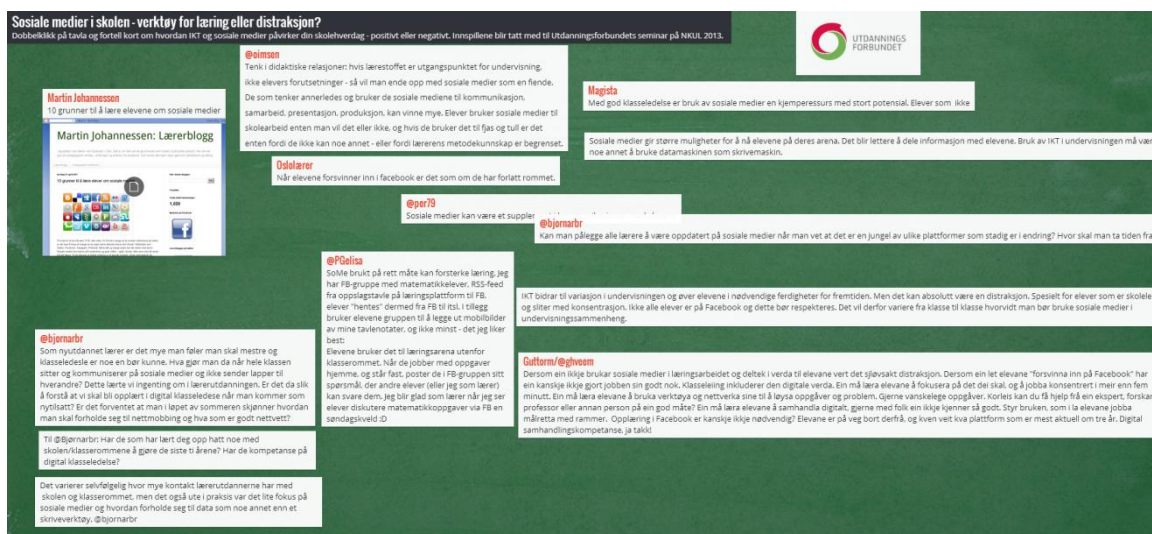 Sosiale medier i skolen - verktøy for læring eller distraksjon?
Dobbelklikk på tavla og fortell kort om hvordan IKT og sosiale medier påvirker din skolehverdag - positivt eller negativt. Innspillene blir tatt med til Utdanningsforbundets seminar på NKUL 2013.
UTDANNINGS
FORBUNDET
@oimsen
Tenk i didaktiske relasjoner: hvis lærestoffet er utgangspunktet for undervisning,
ikke elevers forutsetninger - så vil man ende opp med sosiale medier som en fiende.
De som tenker annerledes og bruker de sosiale mediene til kommunikasjon,
samarbeid, presentasjon, produksjon, kan vinne mye. Elever bruker sosiale medier til
skolearbeid enten man vil det eller ikke, og hvis de bruker det til fjas og tull er det
enten fordi de ikke kan noe annet - eller fordi lærerens metodekunnskap er begrenset.
Martin Johannessen
10 grunner til å lære elevene om sosiale medier
Martin Johannessen: Lærerblogg
Magista
Med god klasseledelse er bruk av sosiale medier en kjemperessurs med stort potensial. Elever som ikke
Sosiale medier gir større muligheter for å nå elevene på deres arena. Det blir lettere å dele informasjon med elevene. Bruk av IKT i undervisningen må vær
noe annet å bruke datamaskinen som skrivemaskin.
Oslolærer
Når elevene forsvinner inn i facebook er det som om de har forlatt rommet.
@per79
Sosiale medier kan være et supplem
@bjornarbr
Kan man pålegge alle lærere å være oppdatert på sosiale medier når man vet at det er en jungel av ulike plattformer som stadig er i endring? Hvor skal man ta tiden fra
@PGelisa
SoMe brukt på rett måte kan forsterke læring. Jeg
har FB-gruppe med matematikkelever, RSS-feed
fra oppslagstavle på læringsplattform til FB,
elever "hentes" dermed fra FB til itsl. I tillegg
bruker elevene gruppen til å legge ut mobilbilder
av mine tavlenotater, og ikke minst - det jeg liker
best:
Elevene bruker det til læringsarena utenfor
klasserommet. Når de jobber med oppgaver
hjemme, og står fast, poster de i FB-gruppen sitt
spørsmål, der andre elever (eller jeg som lærer)
kan svare dem. Jeg blir glad som lærer når jeg ser
elever diskutere matematikkoppgaver via FB en
søndagskveld :D
IKT bidrar til variasjon i undervisningen og øver elevene i nødvendige ferdigheter for fremtiden. Men det kan absolutt være en distraksjon. Spesielt for elever som er skolele
og sliter med konsentrasjon. Ikke alle elever er på Facebook og dette bør respekteres. Det vil derfor variere fra klasse til klasse hvorvidt man bør bruke sosiale medier i
undervisningssammenheng.
@bjornarbr
Som nyutdannet lærer er det mye man føler man skal mestre og
klasseledesle er noe en bør kunne. Hva gjør man da når hele klassen
sitter og kommuniserer på sosiale medier og ikke sender lapper til
hverandre? Dette lærte vi ingenting om i lærerutdanningen. Er det da slik
å forstå at vi skal bli opplært i digital klasseledelse når man kommer som
nytilsatt? Er det forventet at man i løpet av sommeren skjønner hvordan
man skal forholde seg til nettmobbing og hva som er godt nettvett?
Guttorm/@ghveem
Dersom ein ikkje brukar sosiale medier i læringsarbeidet og deltek i verda til elevane vert det sjølvsakt distraksjon. Dersom ein let elevane "forsvinna inn på Facebook" har
ein kanskje ikkje gjort jobben sin godt nok. Klasseleiing inkluderer den digitale verda. Ein må læra elevane å fokusera på det dei skal, og å jobba konsentrert i meir enn fem
minutt. Ein må læra elevane å bruka verktøya og nettverka sine til å løysa oppgåver og problem. Gjerne vanskelege oppgåver. Korleis kan du få hjelp frå ein ekspert, forskar
professor eller annan person på ein god måte? Ein må læra elevane å samhandla digitalt, gjerne med folk ein ikkje kjenner så godt. Styr bruken, som i la elevane jobba
målretta med rammer. Opplæring i Facebook er kanskje ikkje nødvendig? Elevane er på veg bort derfrå, og kven veit kva plattform som er mest aktuell om tre år. Digital
samhandlingskompetanse, ja takk!
Til @Bjørnarbr: Har de som har lært deg opp hatt noe med
skolen/klasserommene å gjøre de siste ti årene? Har de kompetanse på
digital klasseledelse?
Det varierer selvfølgelig hvor mye kontakt lærerutdannerne har med
skolen og klasserommet, men det også ute i praksis var det lite fokus på
sosiale medier og hvordan forholde seg til data som noe annet enn et
skriveverktøy. @bjornarbr